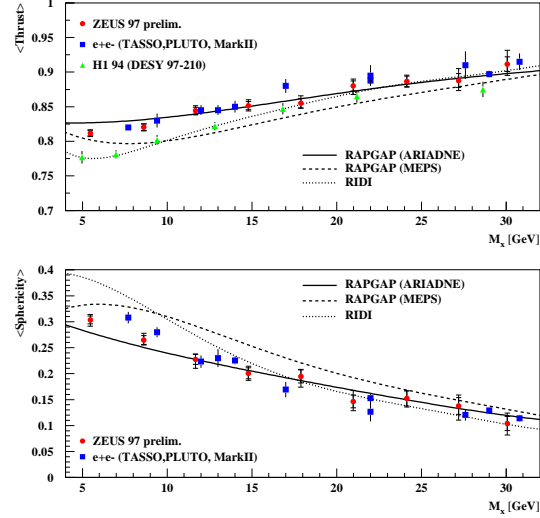 <Thrust>
1
0.95
0.9
0.85
0.8
0.75
0.7
ZEUS 97 prelim.
e+e- (TASSO,PLUTO, MarkII)
H1 94 (DESY 97-210)
RAPGAP (ARIADNE)
RAPGAP (MEPS)
RIDI
5 10 15 20 25 30
Mx [GeV]
<Sphericity>
0.4
0.35
0.3
0.25
0.2
0.15
0.1
0.05
0
RAPGAP (ARIADNE)
RAPGAP (MEPS)
RIDI
ZEUS 97 prelim.
e+e- (TASSO,PLUTO, MarkII)
5 10 15 20 25 30
Mx [GeV]